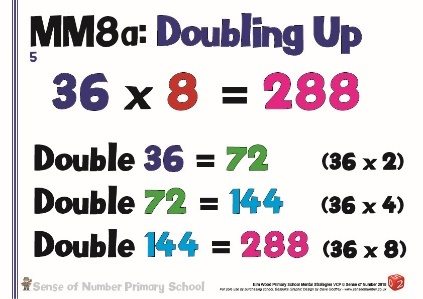 MM8a: Doubling Up
5
36 x 8 = 288
Double 36 = 72 (36 x 2)
Double 72 = 144 (36 x 4)
Double 144 = 288 (36 x 8)
Sense of Number Primary School